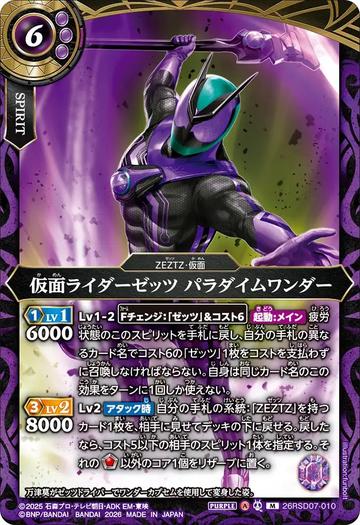 6
SPIRIT
ゼッツ か めん
ZEZTZ・仮面
か めん
仮面ライダーゼッツ パラダイムワンダー
1 LV1 6000
Lv1-2 Fチェンジ:「ゼッツ」&コスト6 起動:メイン 疲労
状態のこのスピリットを手札に戻し、自分の手札の異
なるカード名でコスト6の「ゼッツ」1枚をコストを支払わず
に召喚しなければならない。自身は同じカード名のこの
効果をターンに1回しか使えない。
3 LV2 8000
Lv2 アタック時 自分の手札の系統:「ZEZTZ」を持つ
カード1枚を、相手に見せてデッキの下に戻せる。戻した
なら、コスト5以下の相手のスピリット1体を指定する。そ
れの以外のコア1個をリザーブに置く。
万津莫がゼッツドライバーでワンダーカプセムを使用して変身した姿。
©2025 石森プロ・テレビ朝日・ADK EM・東映
©BNP/BANDAI BANDAI 2026 MADE IN JAPAN
PURPLE A M 26RSD07-010